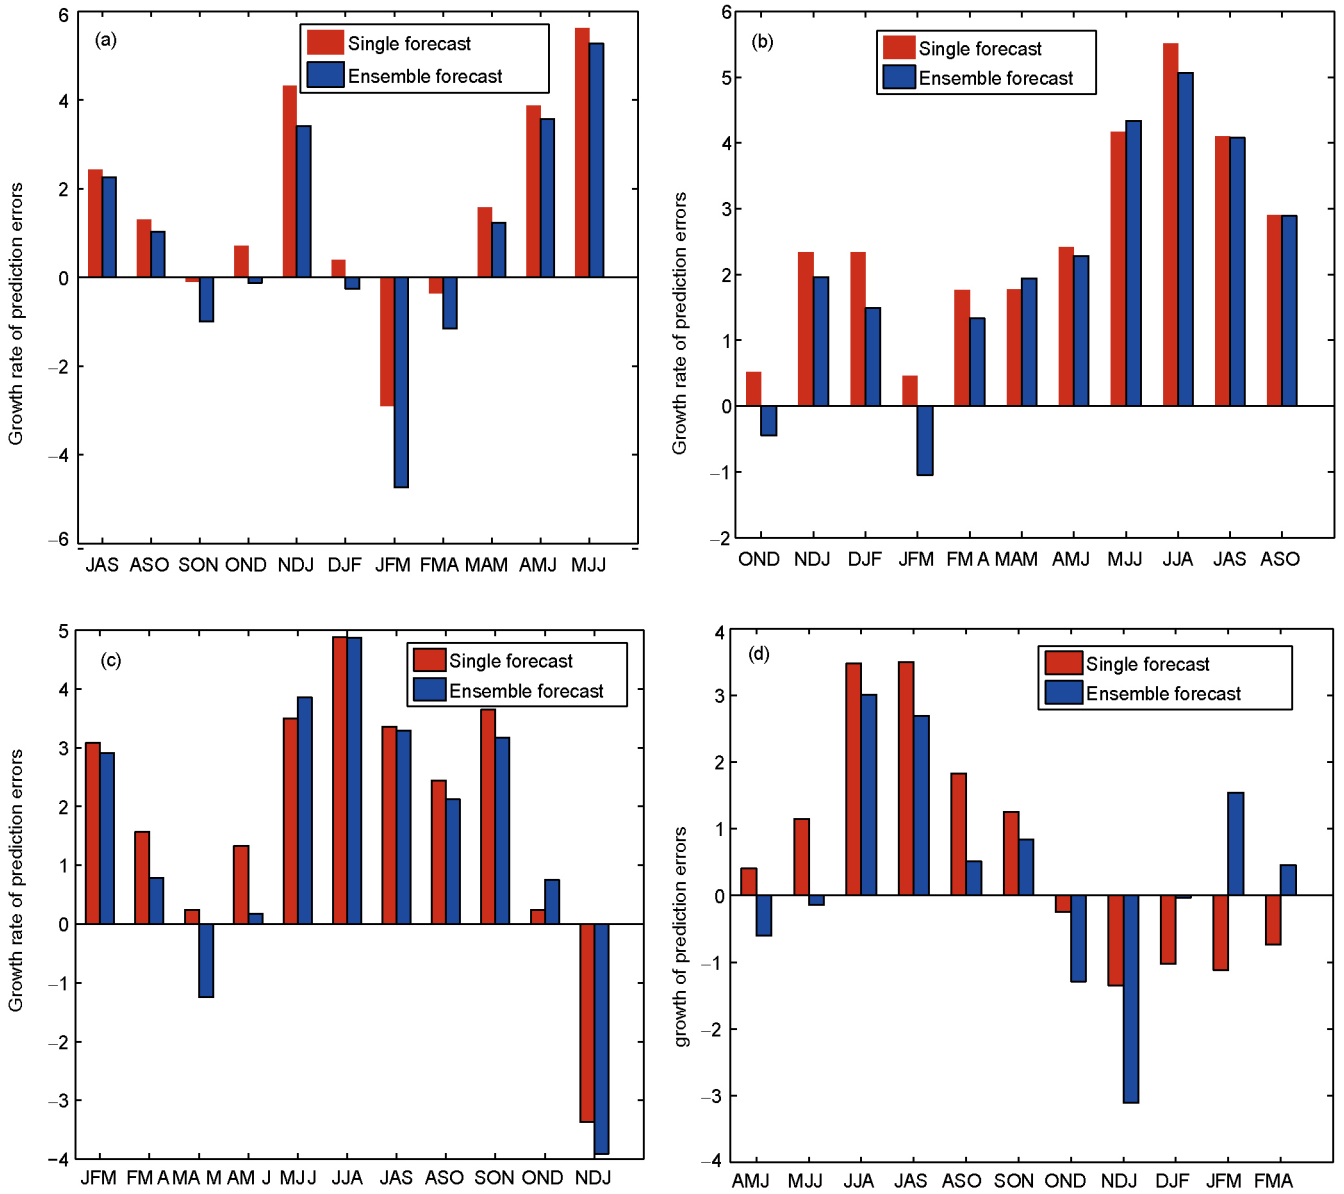 (a)
Single forecast
Ensemble forecast
Growth rate of prediction errors
6
4
2
0
−2
−4
−6
JAS ASO SON OND NDJ DJF JFM FMA MAM AMJ MJJ
(b)
Single forecast
Ensemble forecast
Growth rate of prediction errors
6
5
4
3
2
1
0
−1
−2
OND NDJ DJF JFM FM A MAM AMJ MJJ JJA JAS ASO
(c)
Single forecast
Ensemble forecast
Growth rate of prediction errors
5
4
3
2
1
0
−1
−2
−3
−4
JFM FM A MA M AM J MJJ JJA JAS ASO SON OND NDJ
(d)
Single forecast
Ensemble forecast
growth of prediction errors
4
3
2
1
0
−1
−2
−3
−4
AMJ MJJ JJA JAS ASO SON OND NDJ DJF JFM FMA